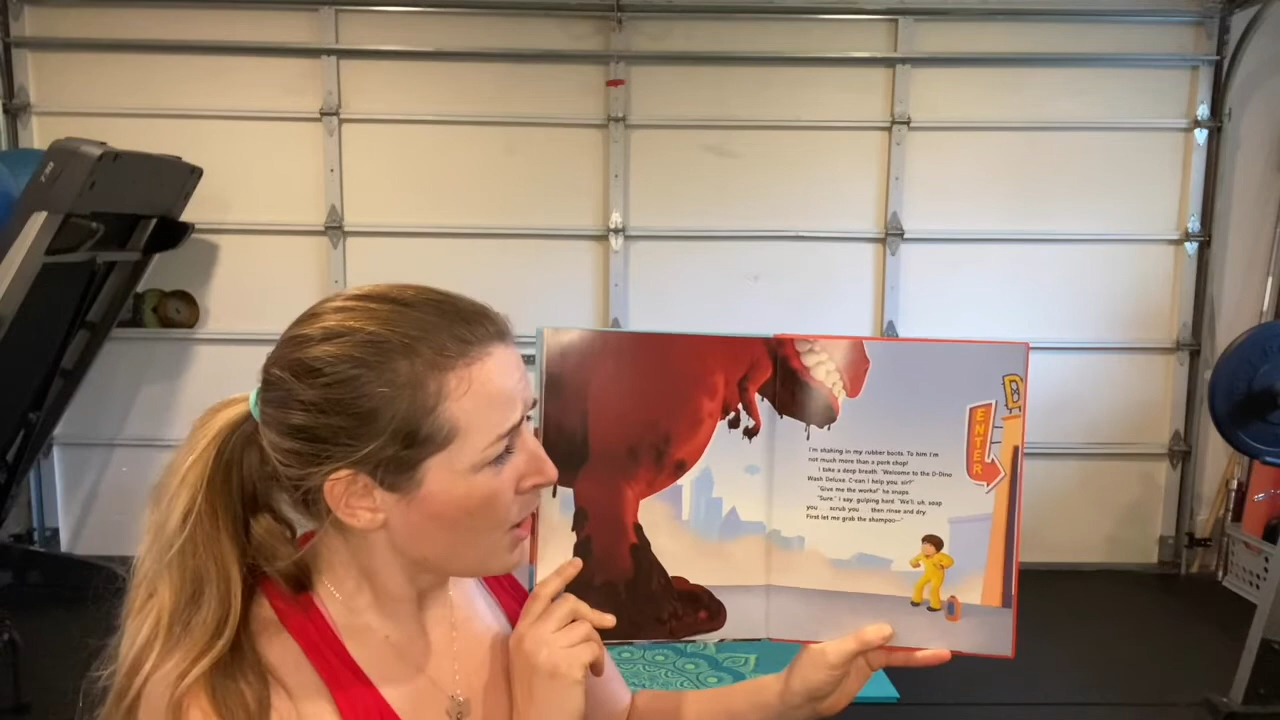 I'm shaking in my rubber boots. To him I'm
not much more than a pork chop!
I take a deep breath. "Welcome to the D-Dino
Wash Deluxe. C-can I help you, sir?"
"Give me the works!" he snaps.
"Sure," I say, gulping hard. "We'll, uh, soap
you . . . scrub you . . . then rinse and dry.
First let me grab the shampoo—"
D
ENTER